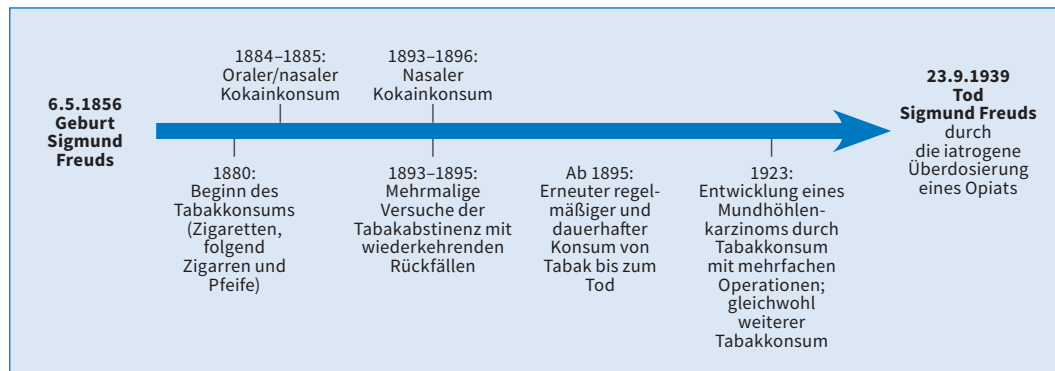 6.5.1856
Geburt
Sigmund
Freuds
1884–1885:
Oraler/nasaler
Kokainkonsum
1893–1896:
Nasaler
Kokainkonsum
1880:
Beginn des
Tabakkonsums
(Zigaretten,
folgend
Zigarren und
Pfeife)
1893–1895:
Mehrmalige
Versuche der
Tabakabstinenz mit
wiederkehrenden
Rückfällen
Ab 1895:
Erneuter regel-
mäßiger und
dauerhafter
Konsum von
Tabak bis zum
Tod
1923:
Entwicklung eines
Mundhöhlen-
karzinoms durch
Tabakkonsum
mit mehrfachen
Operationen;
gleichwohl
weiterer
Tabakkonsum
23.9.1939
Tod
Sigmund Freuds
durch
die iatrogene
Überdosierung
eines Opiats